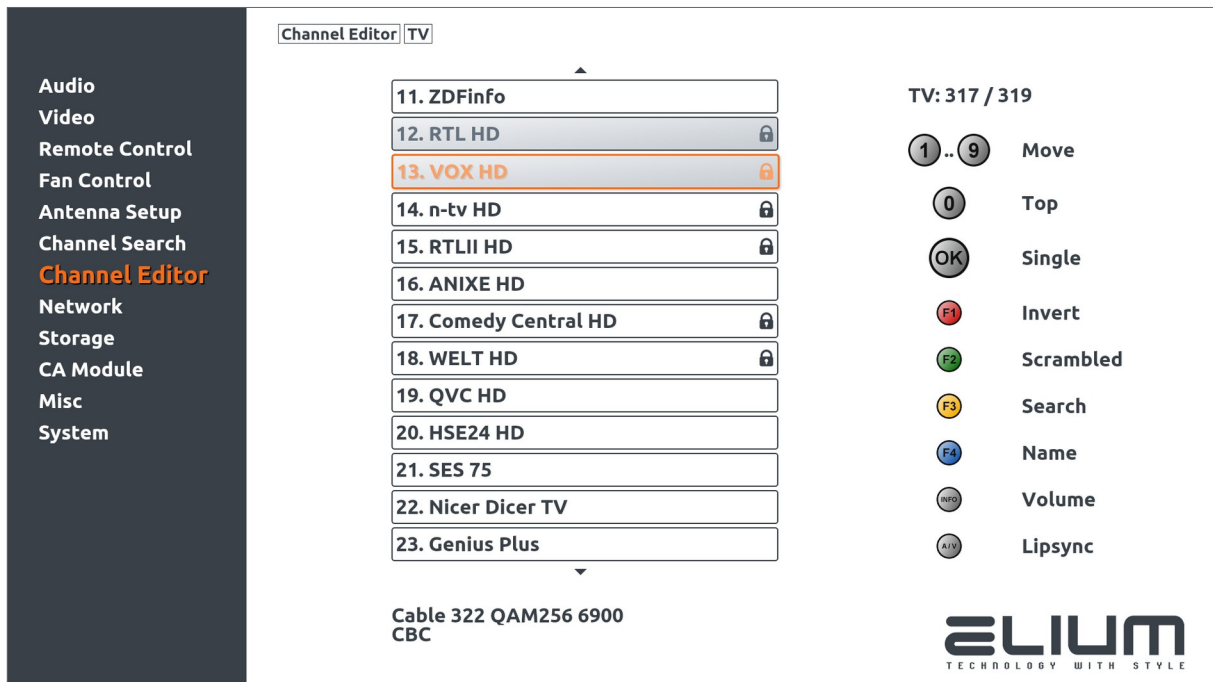 Channel Editor TV
Audio
Video
Remote Control
Fan Control
Antenna Setup
Channel Search
Channel Editor
Network
Storage
CA Module
Misc
System
11. ZDFinfo
12. RTL HD
13. VOX HD
14. n-tv HD
15. RTLII HD
16. ANIXE HD
17. Comedy Central HD
18. WELT HD
19. QVC HD
20. HSE24 HD
21. SES 75
22. Nicer Dicer TV
23. Genius Plus
Cable 322 QAM256 6900
CBC
TV: 317 / 319
1 .. 9 Move
0 Top
OK Single
F1 Invert
F2 Scrambled
F3 Search
F4 Name
INFO Volume
A/V Lipsync
ELIUM
TECHNOLOGY WITH STYLE